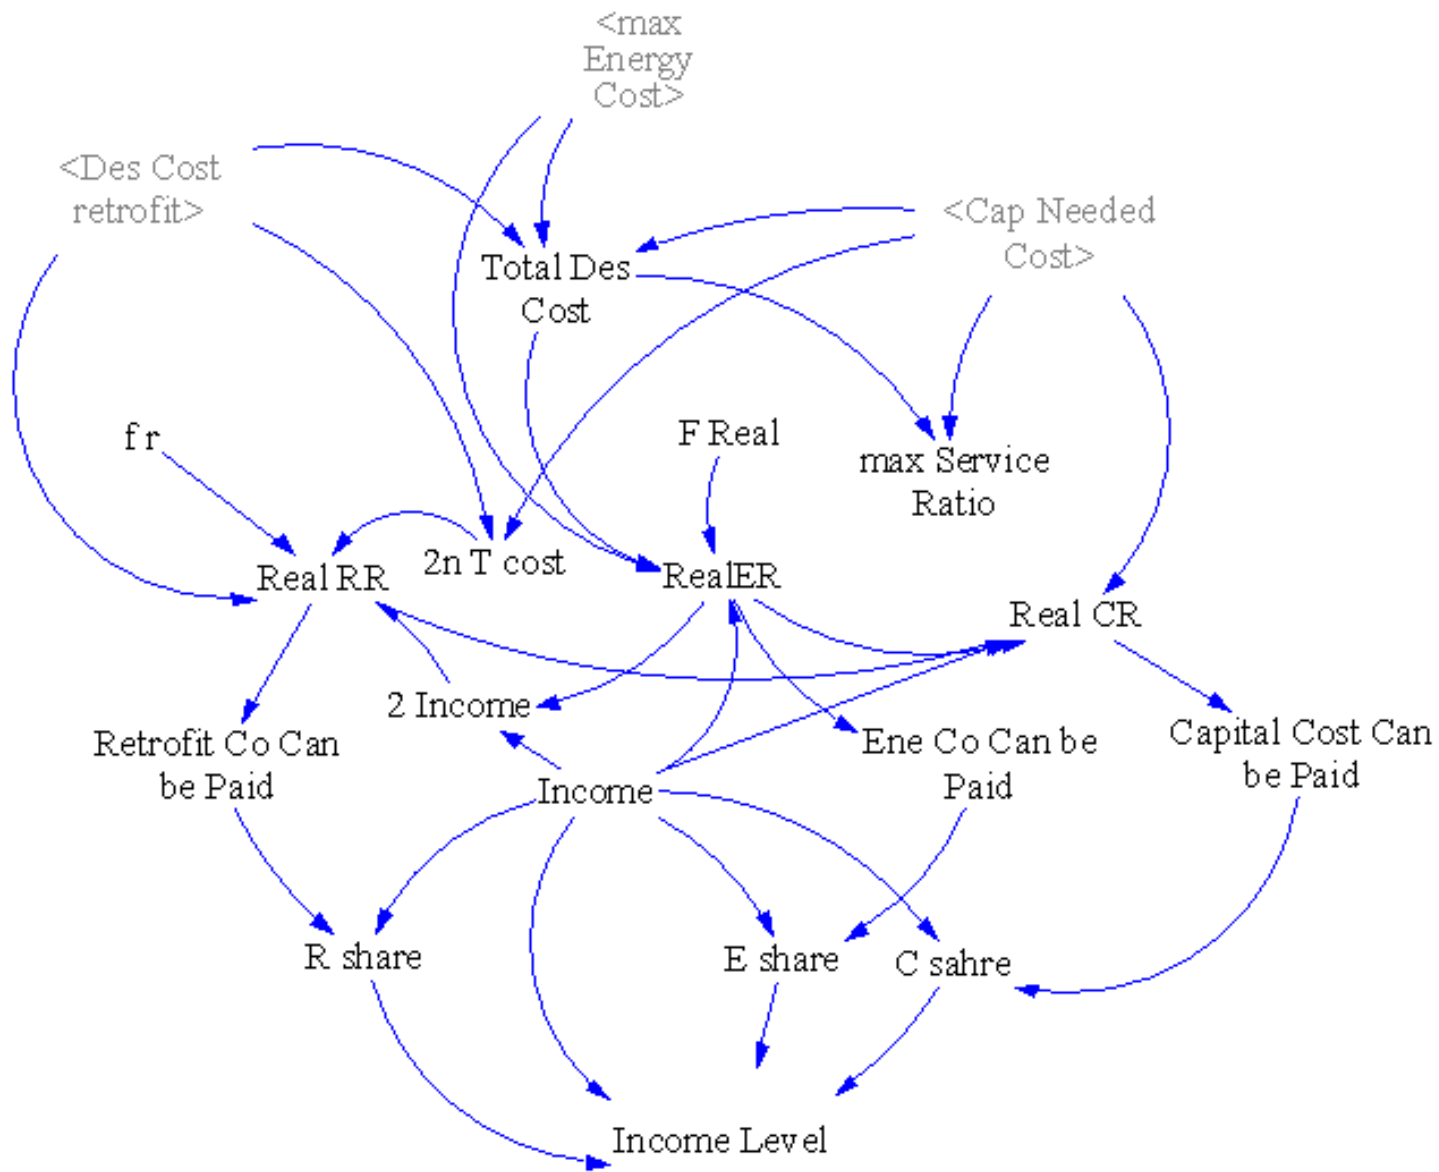 <max
Energy
Cost>
<Des Cost
retrofit>
<Cap Needed
Cost>
Total Des
Cost
f r
F Real
max Service
Ratio
2n T cost
Real RR
RealER
Real CR
2 Income
Retrofit Co Can
be Paid
Income
Ene Co Can be
Paid
Capital Cost Can
be Paid
R share
E share
C sahre
Income Level